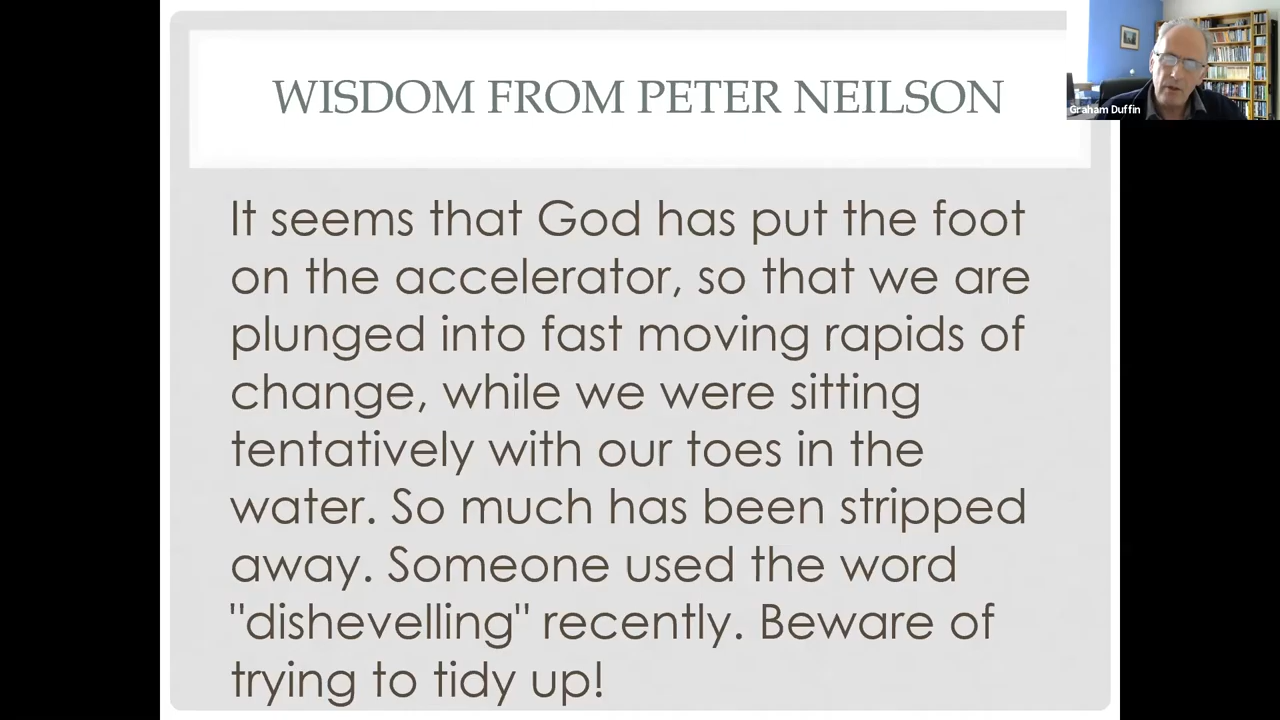 WISDOM FROM PETER NEILSON
Graham Duffin
It seems that God has put the foot
on the accelerator, so that we are
plunged into fast moving rapids of
change, while we were sitting
tentatively with our toes in the
water. So much has been stripped
away. Someone used the word
"dishevelling" recently. Beware of
trying to tidy up!